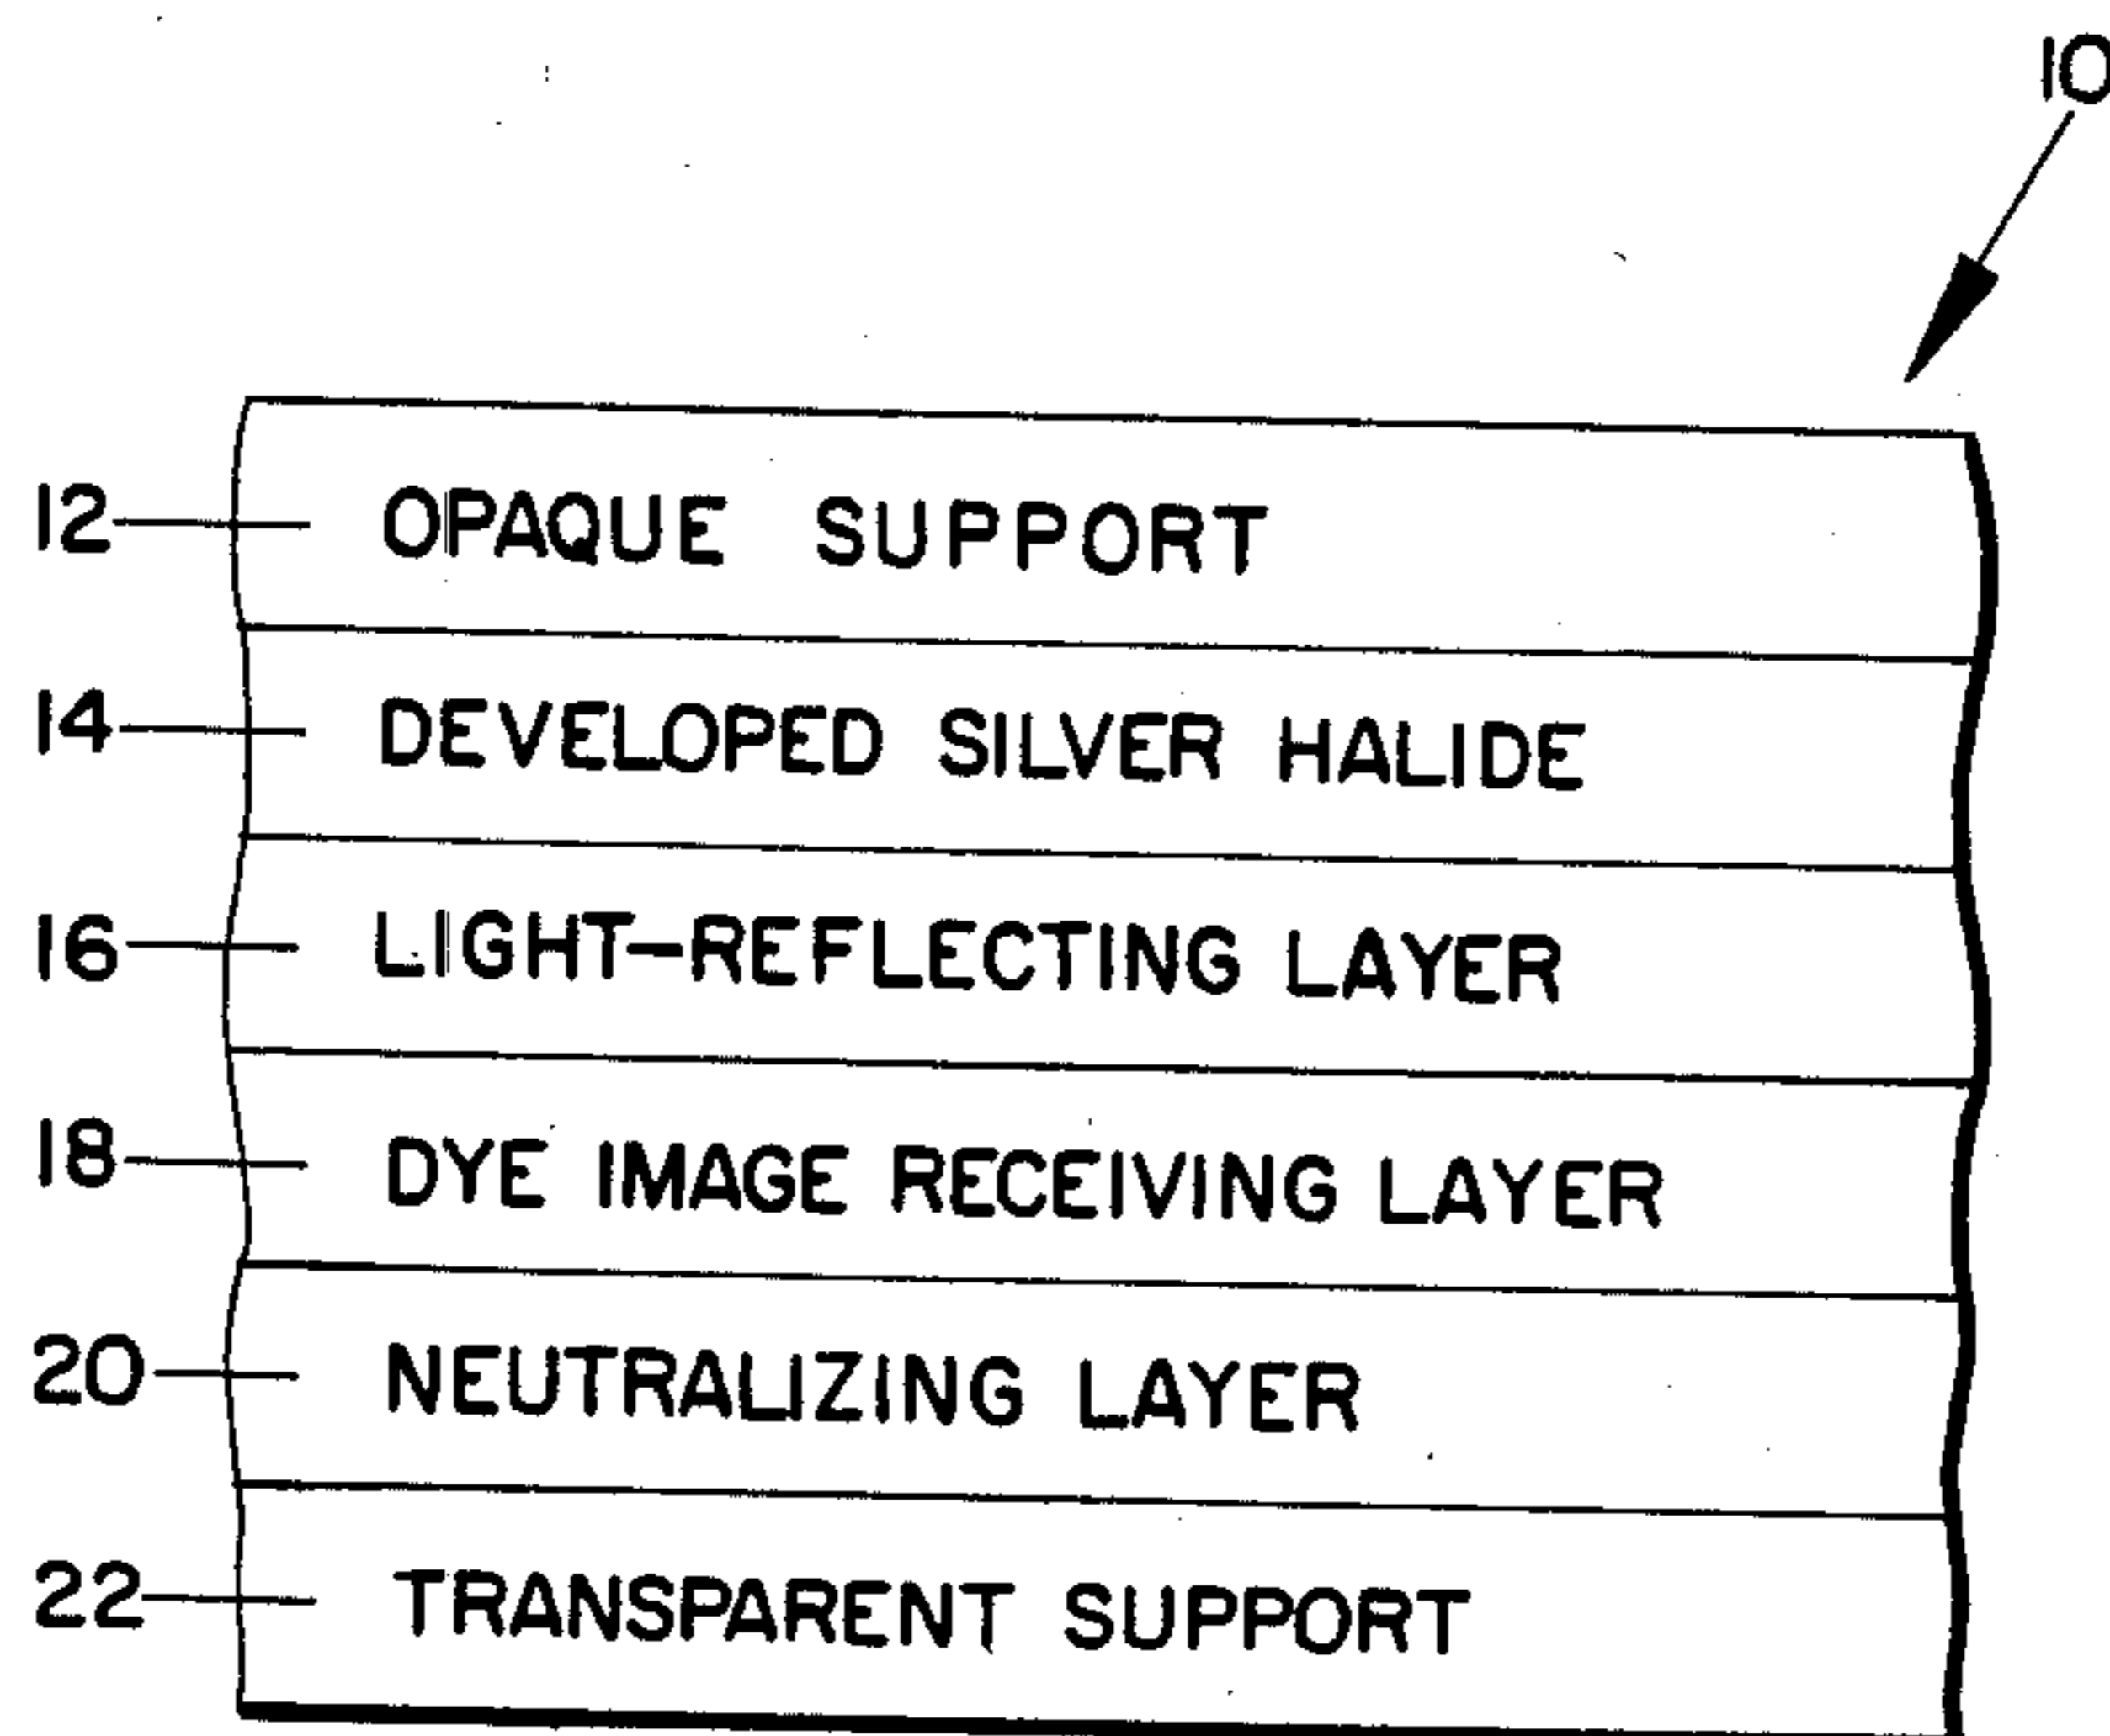 10
12 OPAQUE SUPPORT
14 DEVELOPED SILVER HALIDE
16 LIGHT-REFLECTING LAYER
18 DYE IMAGE RECEIVING LAYER
20 NEUTRALIZING LAYER
22 TRANSPARENT SUPPORT